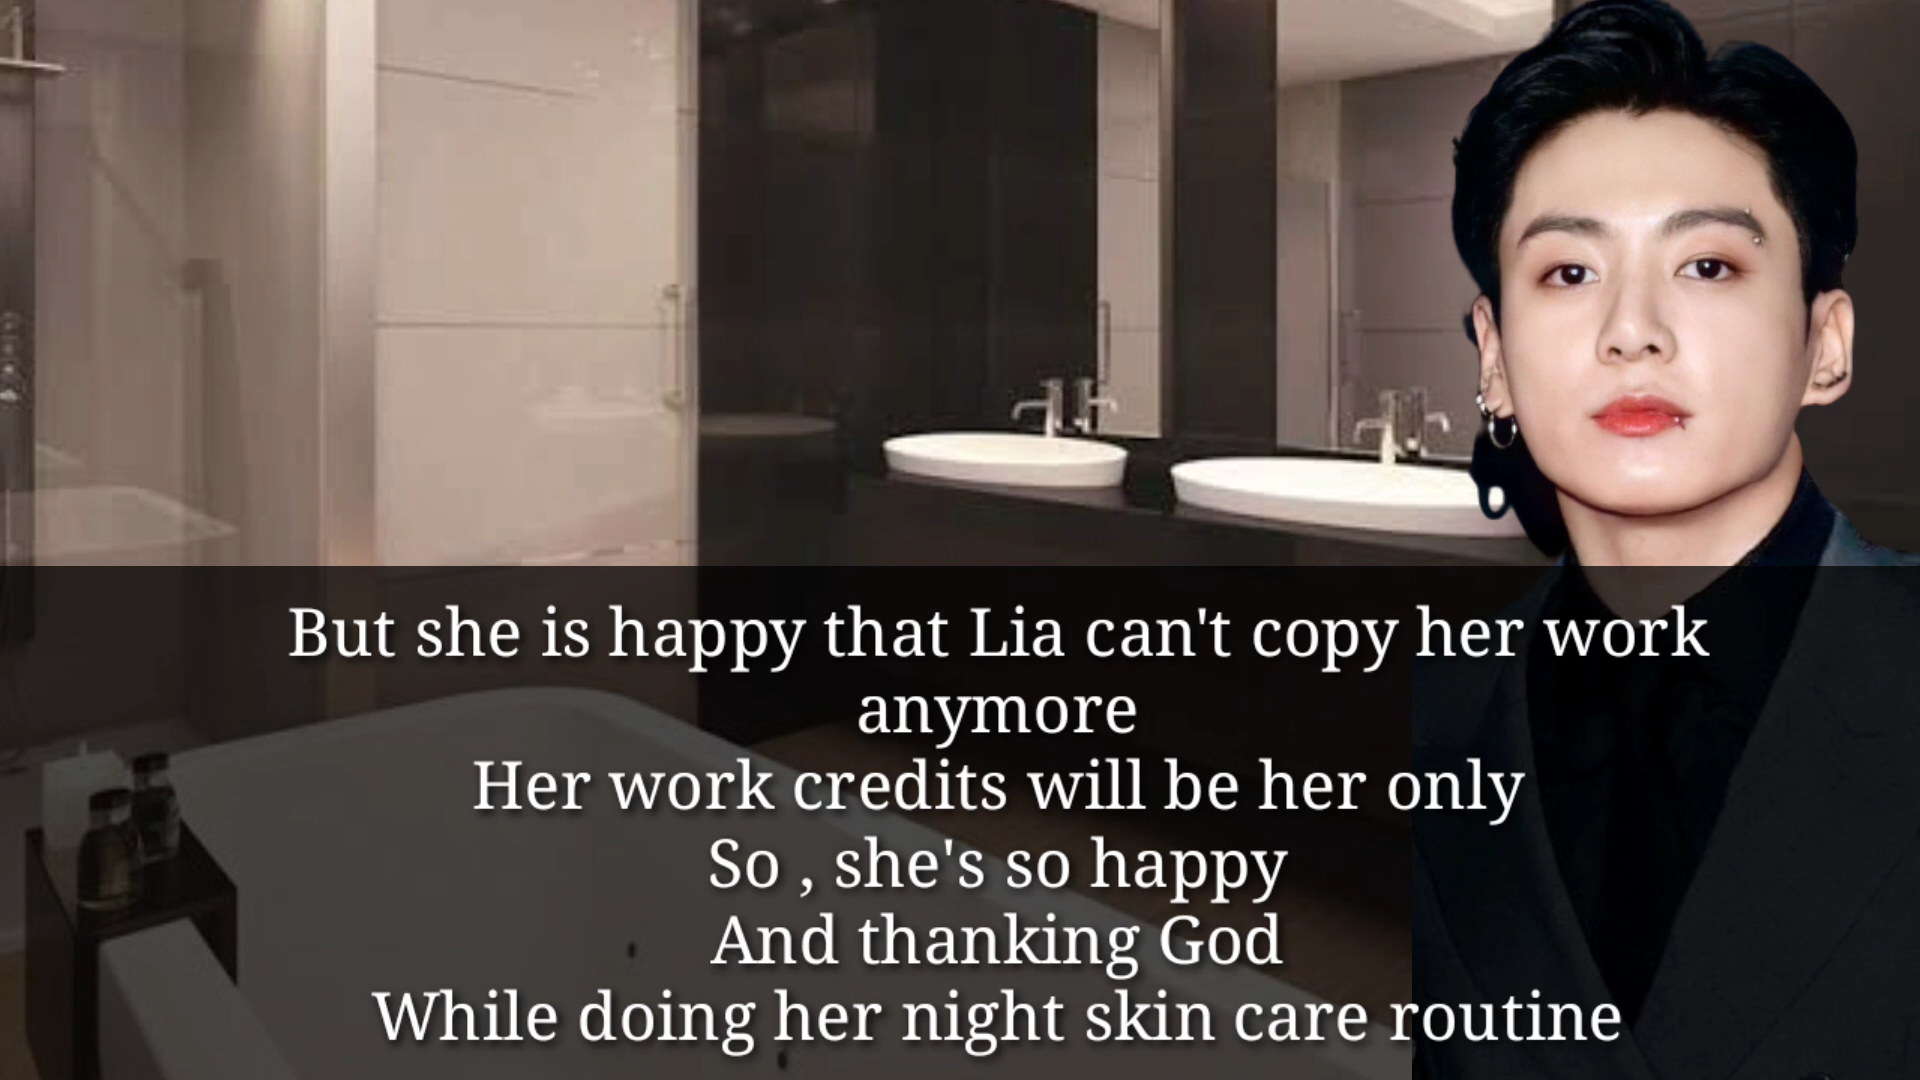 But she is happy that Lia can't copy her work
anymore
Her work credits will be her only
So , she's so happy
And thanking God
While doing her night skin care routine